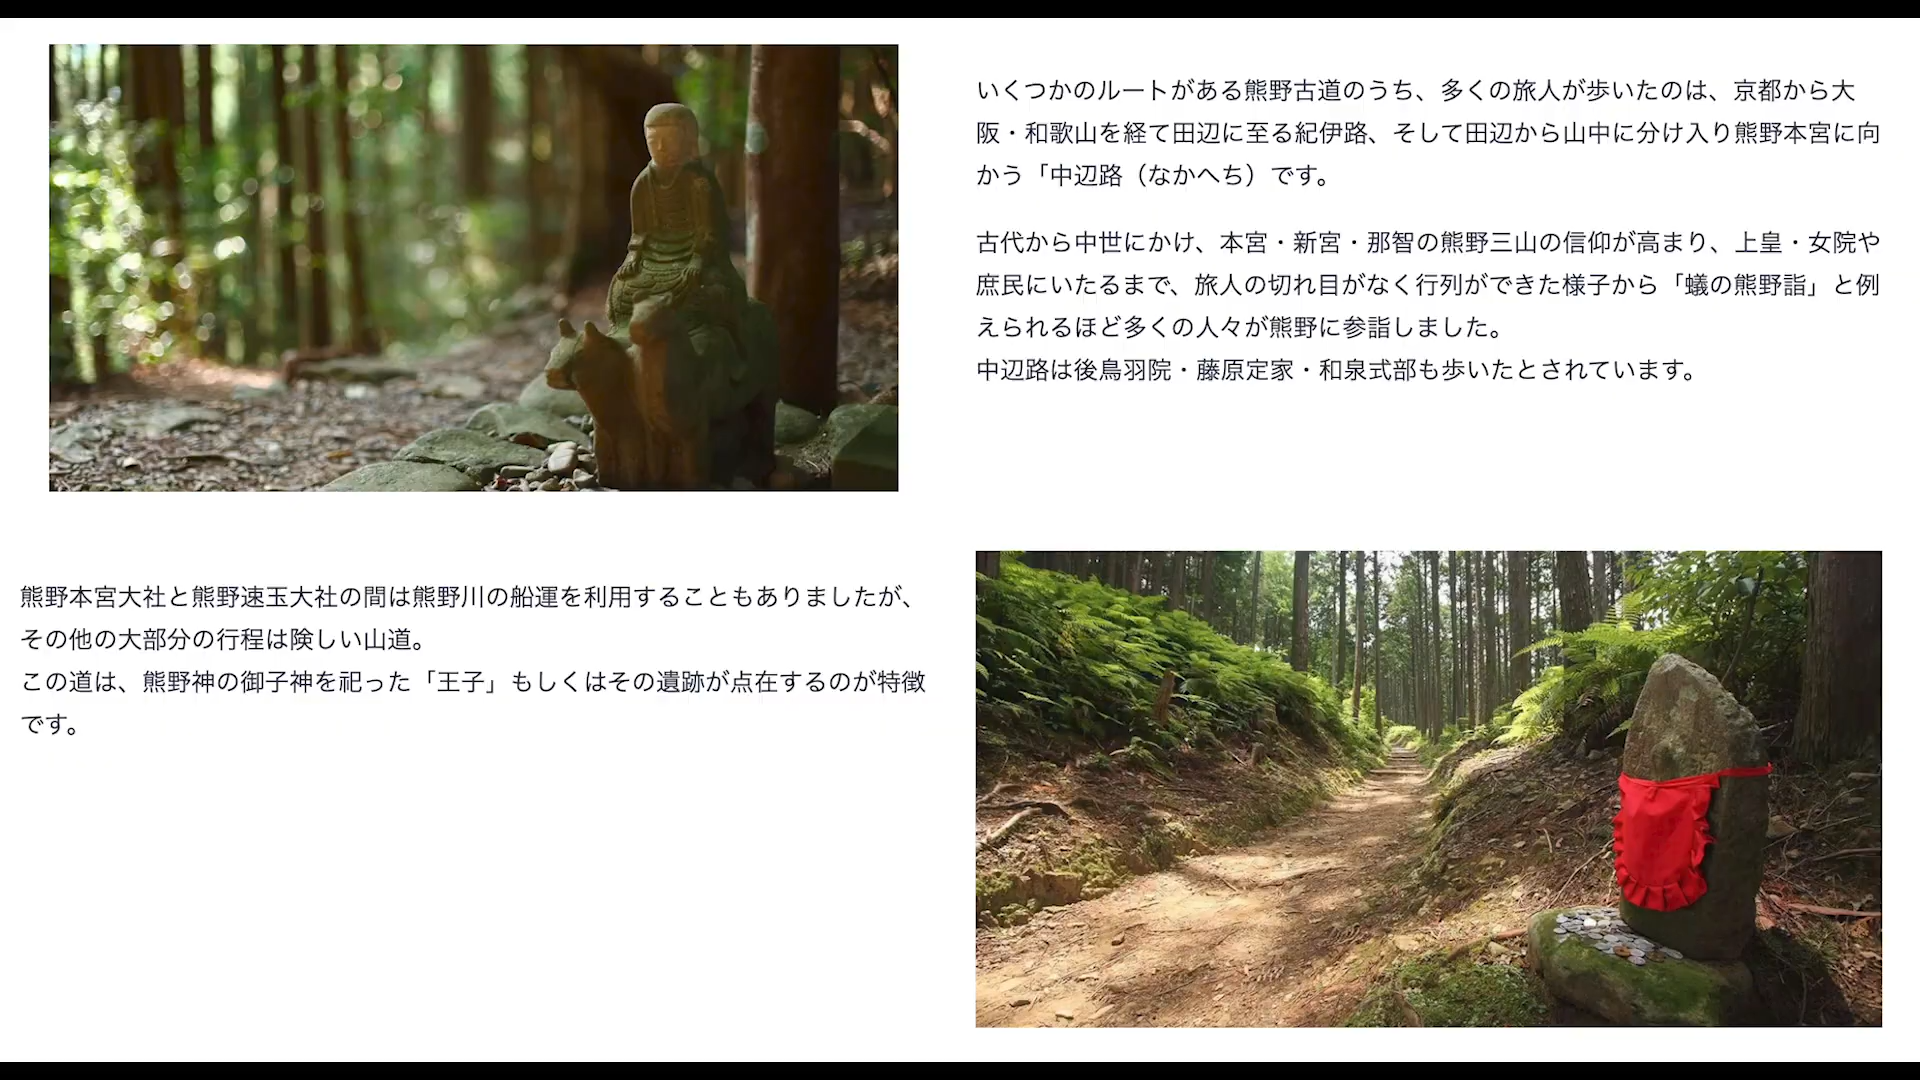 いくつかのルートがある熊野古道のうち、多くの旅人が歩いたのは、京都から大
阪・和歌山を経て田辺に至る紀伊路、そして田辺から山中に分け入り熊野本宮に向
かう「中辺路（なかへち）です。
古代から中世にかけ、本宮・新宮・那智の熊野三山の信仰が高まり、上皇・女院や
庶民にいたるまで、旅人の切れ目がなく行列ができた様子から「蟻の熊野詣」と例
えられるほど多くの人々が熊野に参詣しました。
中辺路は後鳥羽院・藤原定家・和泉式部も歩いたとされています。
熊野本宮大社と熊野速玉大社の間は熊野川の船運を利用することもありましたが、
その他の大部分の行程は険しい山道。
この道は、熊野神の御子神を祀った「王子」もしくはその遺跡が点在するのが特徴
です。